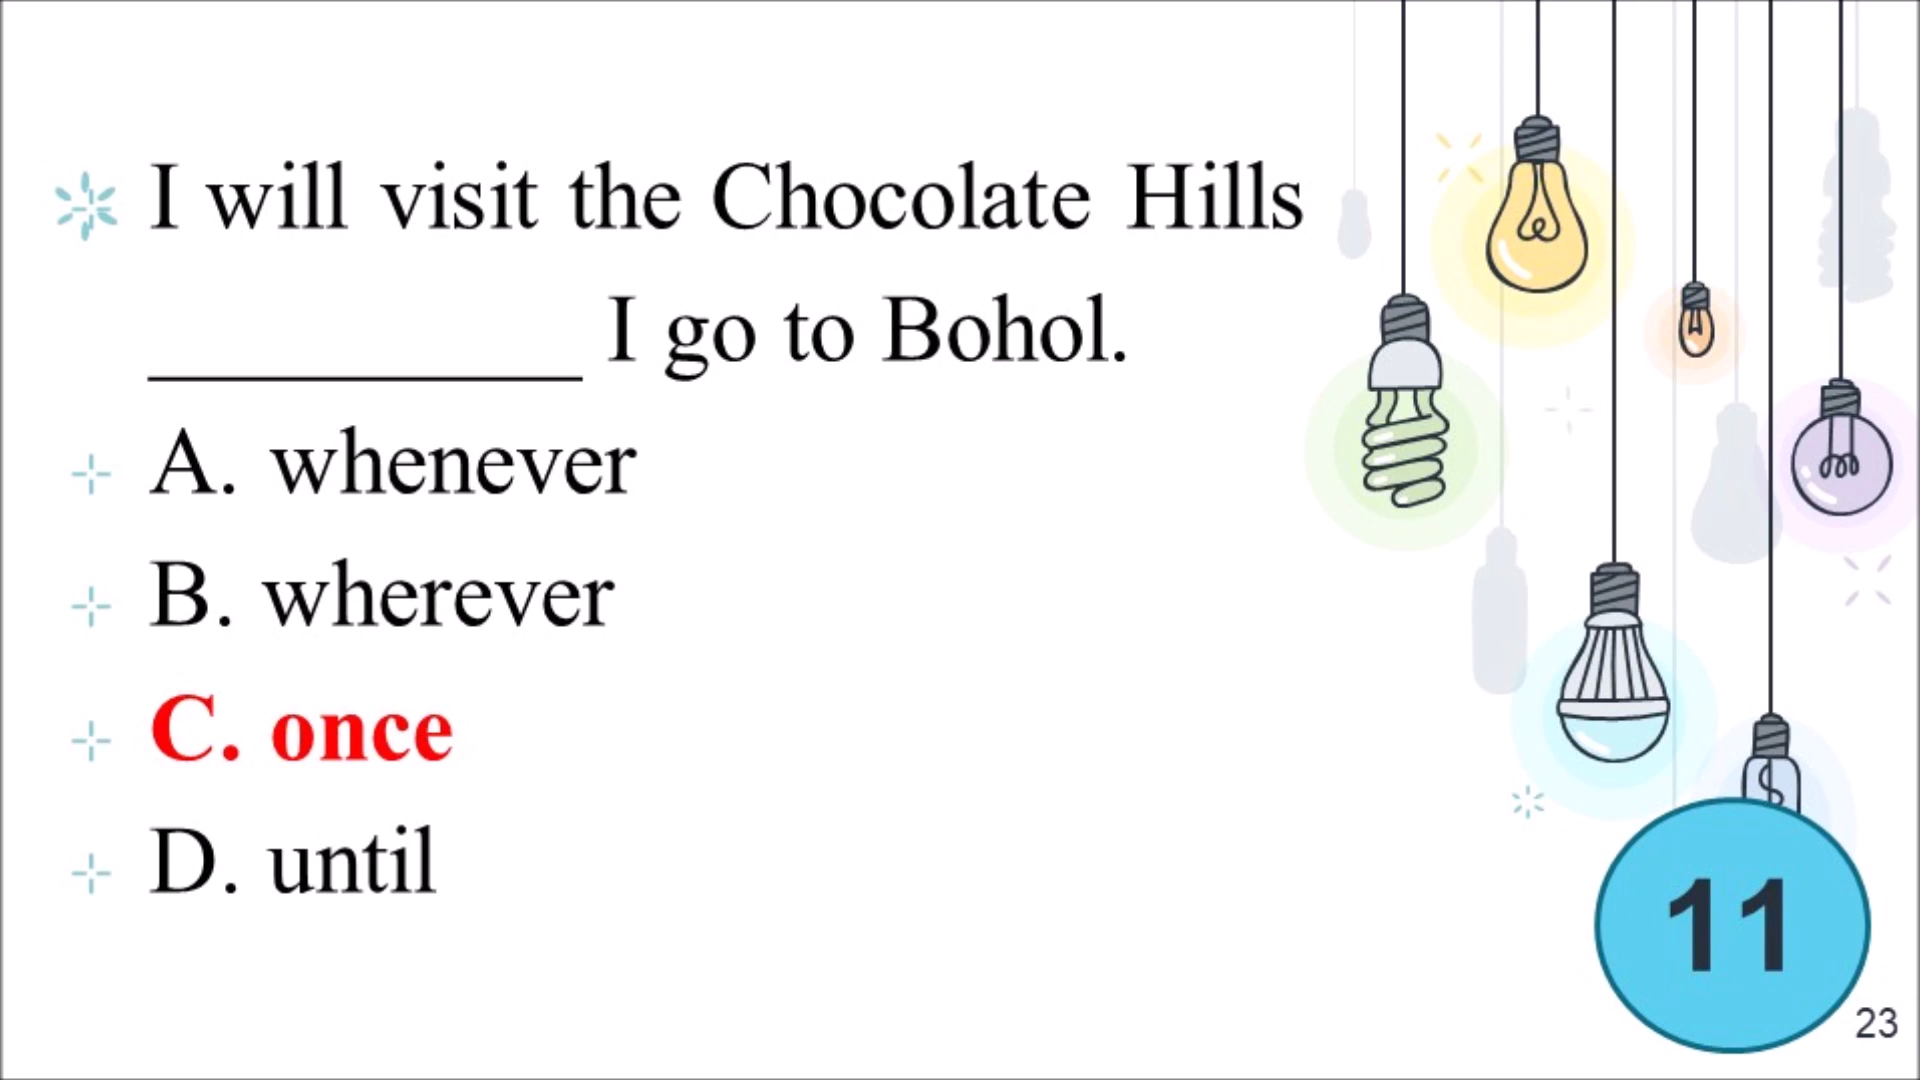 I will visit the Chocolate Hills
__________ I go to Bohol.
A. whenever
B. wherever
C. once
D. until
11
23